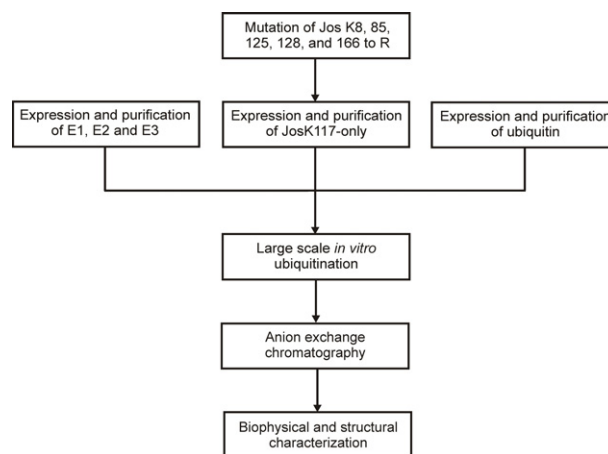 Mutation of Jos K8, 85,
125, 128, and 166 to R
Expression and purification
of E1, E2 and E3
Expression and purification
of JosK117-only
Expression and purification
of ubiquitin
Large scale in vitro
ubiquitination
Anion exchange
chromatography
Biophysical and structural
characterization